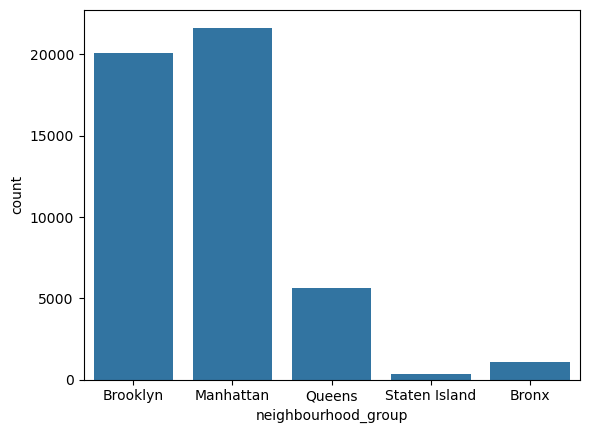 count
20000
15000
10000
5000
0
Brooklyn Manhattan Queens Staten Island Bronx
neighbourhood_group